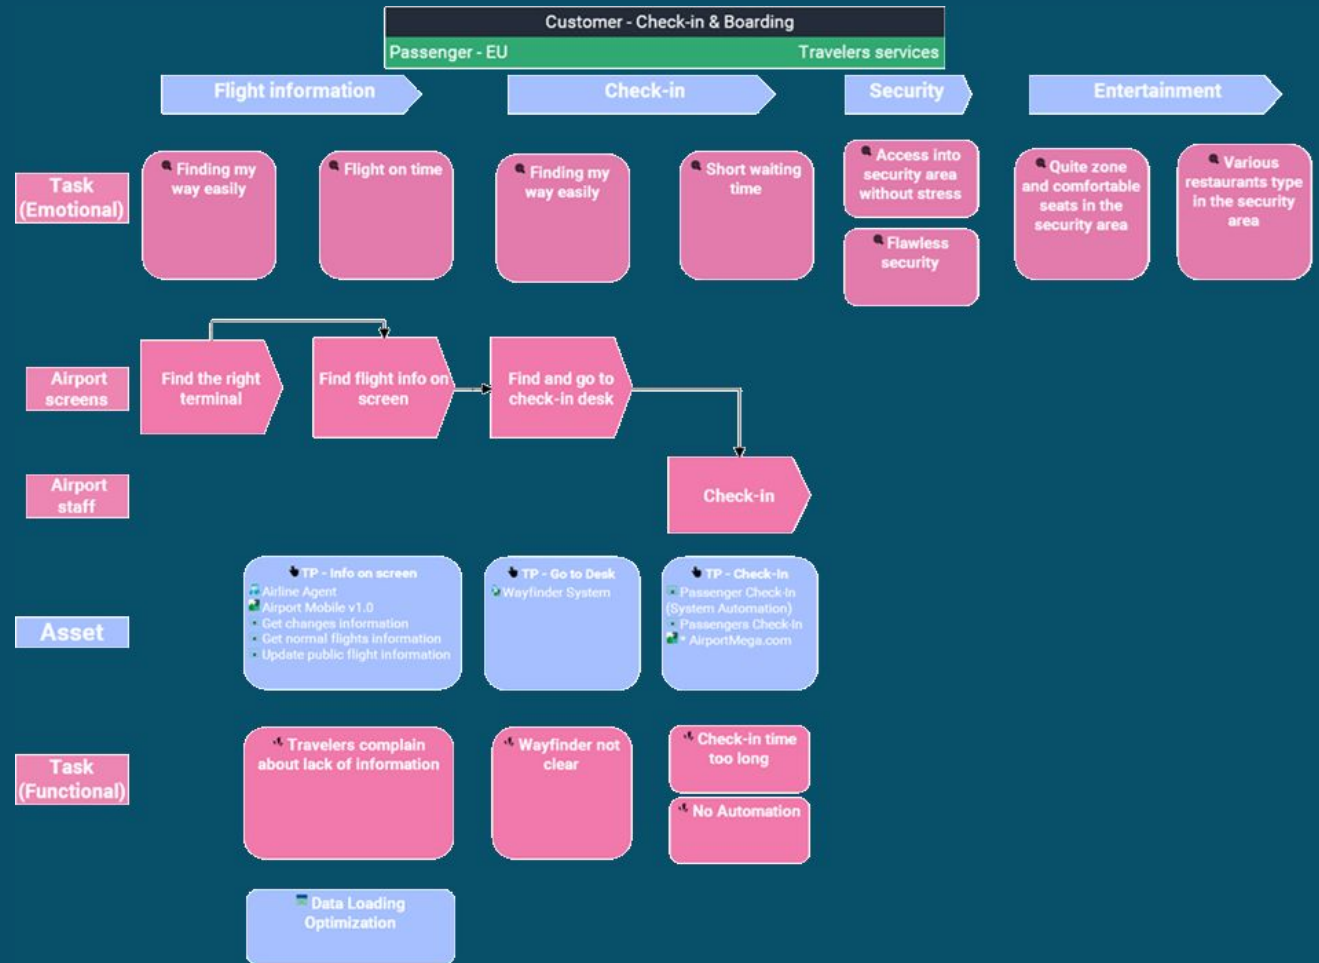 Customer - Check-in & Boarding
Passenger - EU
Travelers services
Flight information
Check-in
Security
Entertainment
Task
(Emotional)
Finding my
way easily
Flight on time
Finding my
way easily
Short waiting
time
Access into
security area
without stress
Flawless
security
Quite zone
and comfortable
seats in the
security area
Various
restaurants type
in the security
area
Airport
screens
Find the right
terminal
Find flight info on
screen
Find and go to
check-in desk
Airport
staff
Check-in
Asset
TP - Info on screen
Airline Agent
Airport Mobile v1.0
Get changes information
Get normal flights information
Update public flight information
TP - Go to Desk
Wayfinder System
TP - Check-In
Passenger Check-In
(System Automation)
Passengers Check-In
* AirportMega.com
Task
(Functional)
Travelers complain
about lack of information
Wayfinder not
clear
Check-in time
too long
No Automation
Data Loading
Optimization